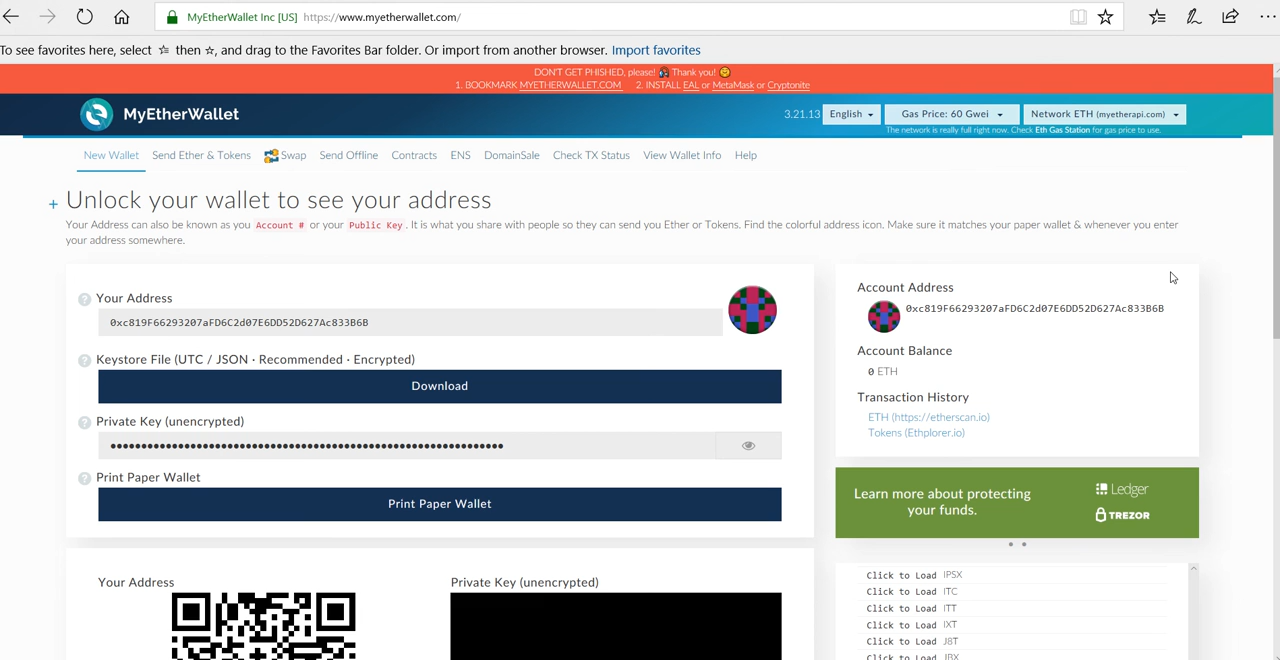 MyEtherWallet Inc [US] https://www.myetherwallet.com/
To see favorites here, select then ☆, and drag to the Favorites Bar folder. Or import from another browser. Import favorites
DON'T GET PHISHED, please! Thank you!
1. BOOKMARK MYETHERWALLET.COM 2. INSTALL EAL or MetaMask or Cryptonite
MyEtherWallet
3.21.13 English Gas Price: 60 Gwei Network ETH (myetherapi.com)
The network is really full right now. Check Eth Gas Station for gas price to use.
New Wallet Send Ether & Tokens Swap Send Offline Contracts ENS DomainSale Check TX Status View Wallet Info Help
+ Unlock your wallet to see your address
Your Address can also be known as you Account # or your Public Key. It is what you share with people so they can send you Ether or Tokens. Find the colorful address icon. Make sure it matches your paper wallet & whenever you enter
your address somewhere.
? Your Address
0xc819F66293207aFD6C2d07E6DD52D627Ac833B6B
? Keystore File (UTC / JSON · Recommended · Encrypted)
Download
? Private Key (unencrypted)
? Print Paper Wallet
Print Paper Wallet
Your Address
Private Key (unencrypted)
Account Address
0xc819F66293207aFD6C2d07E6DD52D627Ac833B6B
Account Balance
0 ETH
Transaction History
ETH (https://etherscan.io)
Tokens (Ethplorer.io)
Learn more about protecting
your funds.
Ledger
TREZOR
Click to Load IPSX
Click to Load ITC
Click to Load ITT
Click to Load IXT
Click to Load J8T
Click to Load JBX